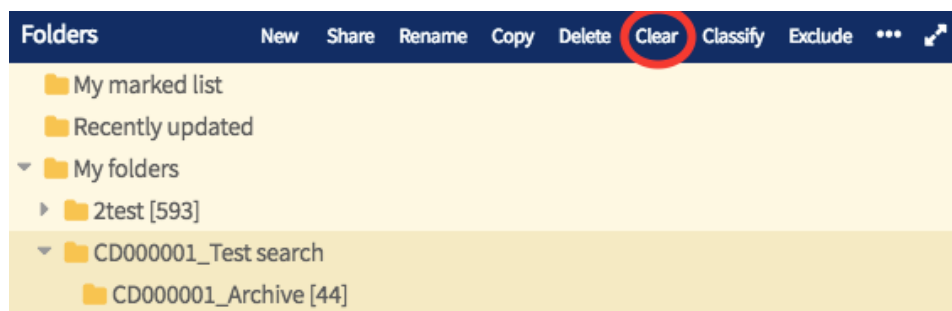 Folders New Share Rename Copy Delete Clear Classify Exclude •••
My marked list
Recently updated
My folders
2test [593]
CD000001_Test search
CD000001_Archive [44]